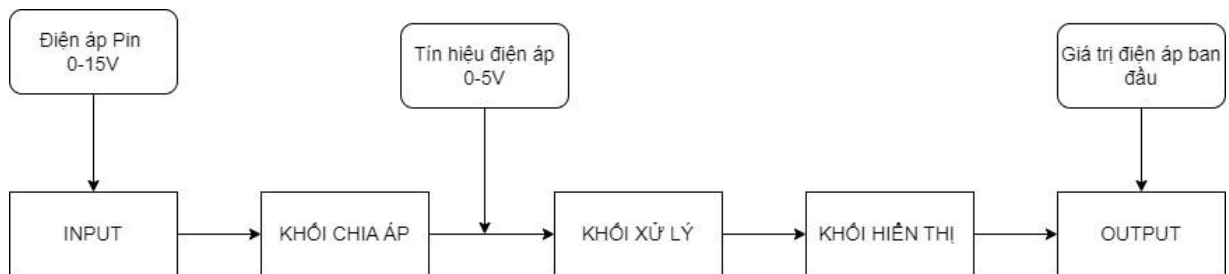 Điện áp Pin
0-15V
Tín hiệu điện áp
0-5V
Giá trị điện áp ban
đầu
INPUT
KHỐI CHIA ÁP
KHỐI XỬ LÝ
KHỐI HIỂN THỊ
OUTPUT